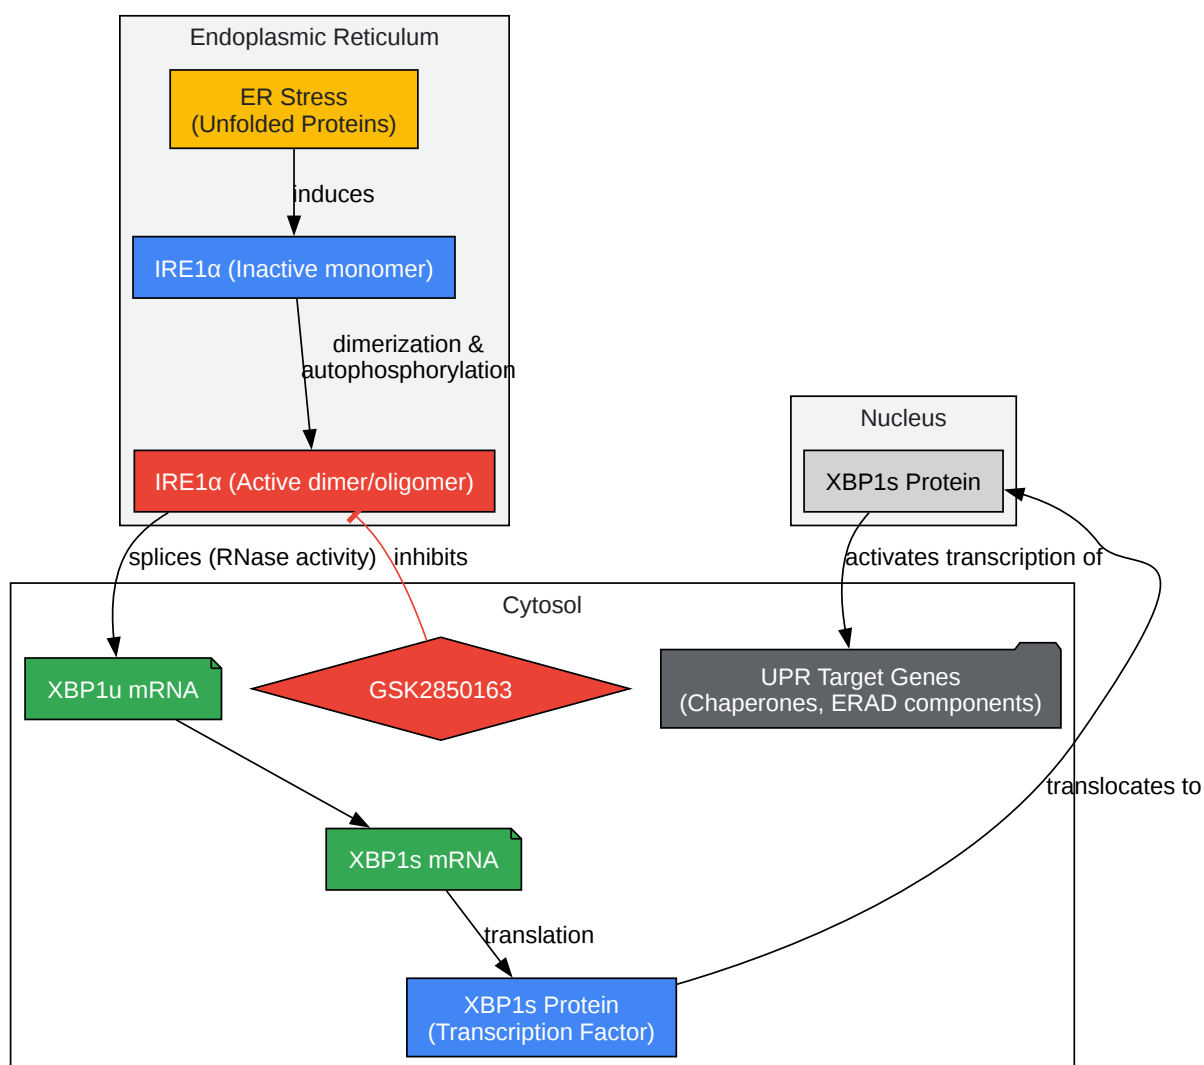 Endoplasmic Reticulum
ER Stress
(Unfolded Proteins)
induces
IRE1α (Inactive monomer)
dimerization &
autophosphorylation
IRE1α (Active dimer/oligomer)
Nucleus
XBP1s Protein
splices (RNase activity)
inhibits
activates transcription of
Cytosol
XBP1u mRNA
GSK2850163
UPR Target Genes
(Chaperones, ERAD components)
translocates to
XBP1s mRNA
translation
XBP1s Protein
(Transcription Factor)